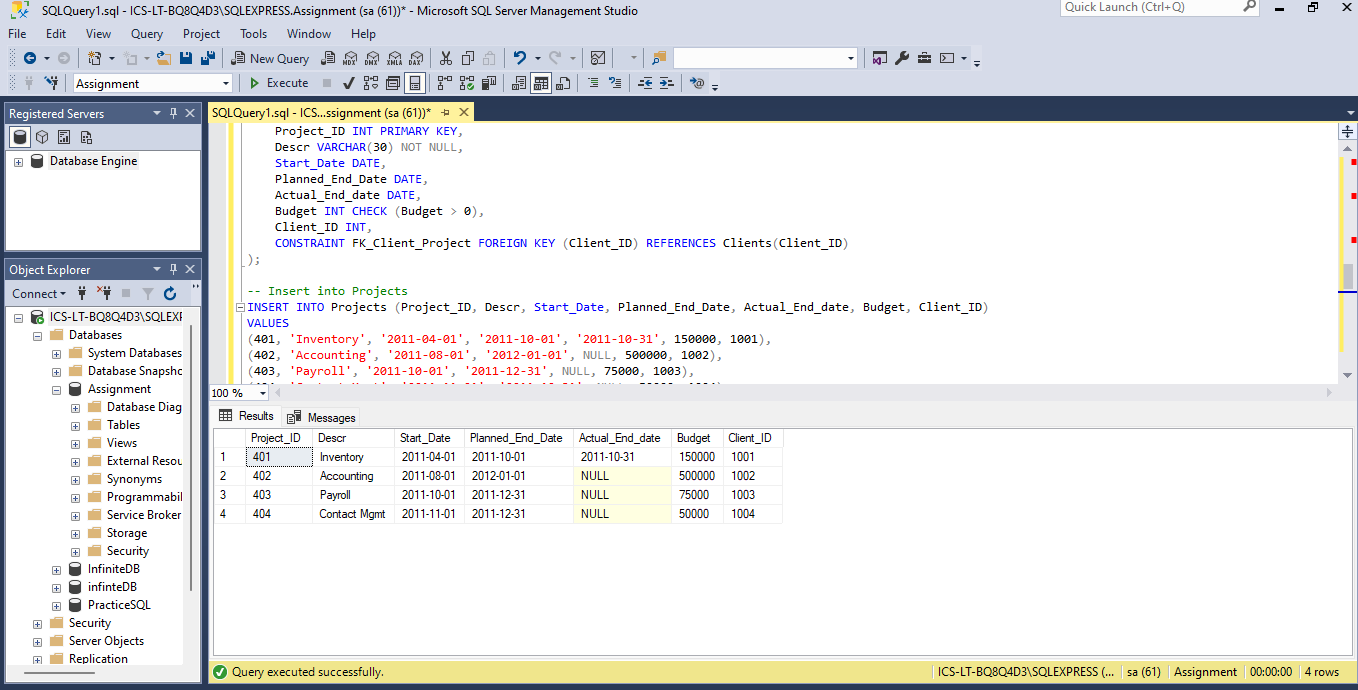 SQLQuery1.sql - ICS-LT-BQ8Q4D3\SQLEXPRESS.Assignment (sa (61))* - Microsoft SQL Server Management Studio
Quick Launch (Ctrl+Q)
File Edit View Query Project Tools Window Help
New Query MDX DMX XMLA DAX
Assignment Execute
Registered Servers
Database Engine
Object Explorer
Connect
ICS-LT-BQ8Q4D3\SQLEXPI
Databases
System Databases
Database Snapshc
Assignment
Database Diag
Tables
Views
External Resou
Synonyms
Programmabil
Service Broker
Storage
Security
InfiniteDB
infinteDB
PracticeSQL
Security
Server Objects
Replication
SQLQuery1.sql - ICS...ssignment (sa (61))*
Project_ID INT PRIMARY KEY,
Descr VARCHAR(30) NOT NULL,
Start_Date DATE,
Planned_End_Date DATE,
Actual_End_date DATE,
Budget INT CHECK (Budget > 0),
Client_ID INT,
CONSTRAINT FK_Client_Project FOREIGN KEY (Client_ID) REFERENCES Clients(Client_ID)
);
-- Insert into Projects
INSERT INTO Projects (Project_ID, Descr, Start_Date, Planned_End_Date, Actual_End_date, Budget, Client_ID)
VALUES
(401, 'Inventory', '2011-04-01', '2011-10-01', '2011-10-31', 150000, 1001),
(402, 'Accounting', '2011-08-01', '2012-01-01', NULL, 500000, 1002),
(403, 'Payroll', '2011-10-01', '2011-12-31', NULL, 75000, 1003),
100 %
Results Messages
Project_ID Descr Start_Date Planned_End_Date Actual_End_date Budget Client_ID
1 401 Inventory 2011-04-01 2011-10-01 2011-10-31 150000 1001
2 402 Accounting 2011-08-01 2012-01-01 NULL 500000 1002
3 403 Payroll 2011-10-01 2011-12-31 NULL 75000 1003
4 404 Contact Mgmt 2011-11-01 2011-12-31 NULL 50000 1004
Query executed successfully. ICS-LT-BQ8Q4D3\SQLEXPRESS (... sa (61) Assignment 00:00:00 4 rows